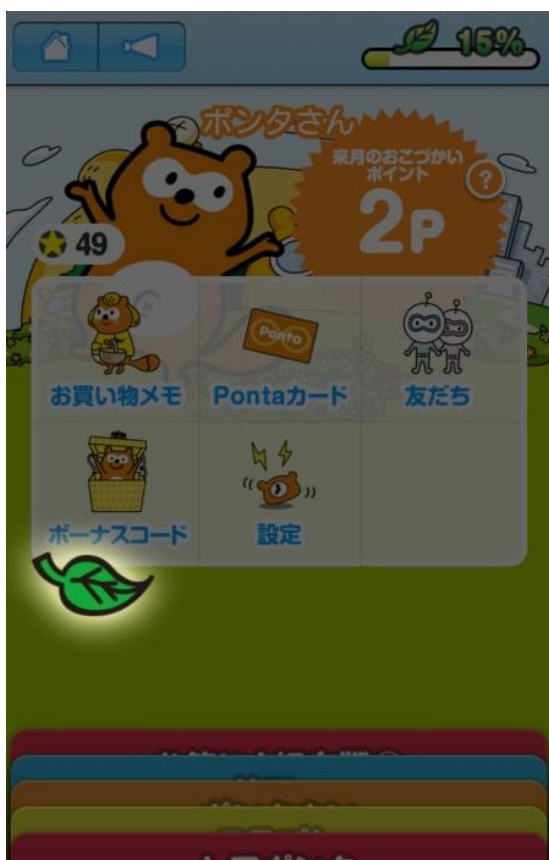 15%
ポンタさん
来月のおこづかい
ポイント
?
2P
49
Ponta
お買い物メモ
Pontaカード
友だち
ボーナスコード
設定